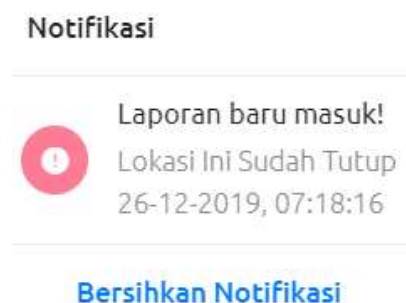 Notifikasi
Laporan baru masuk!
Lokasi Ini Sudah Tutup
26-12-2019, 07:18:16
Bersihkan Notifikasi